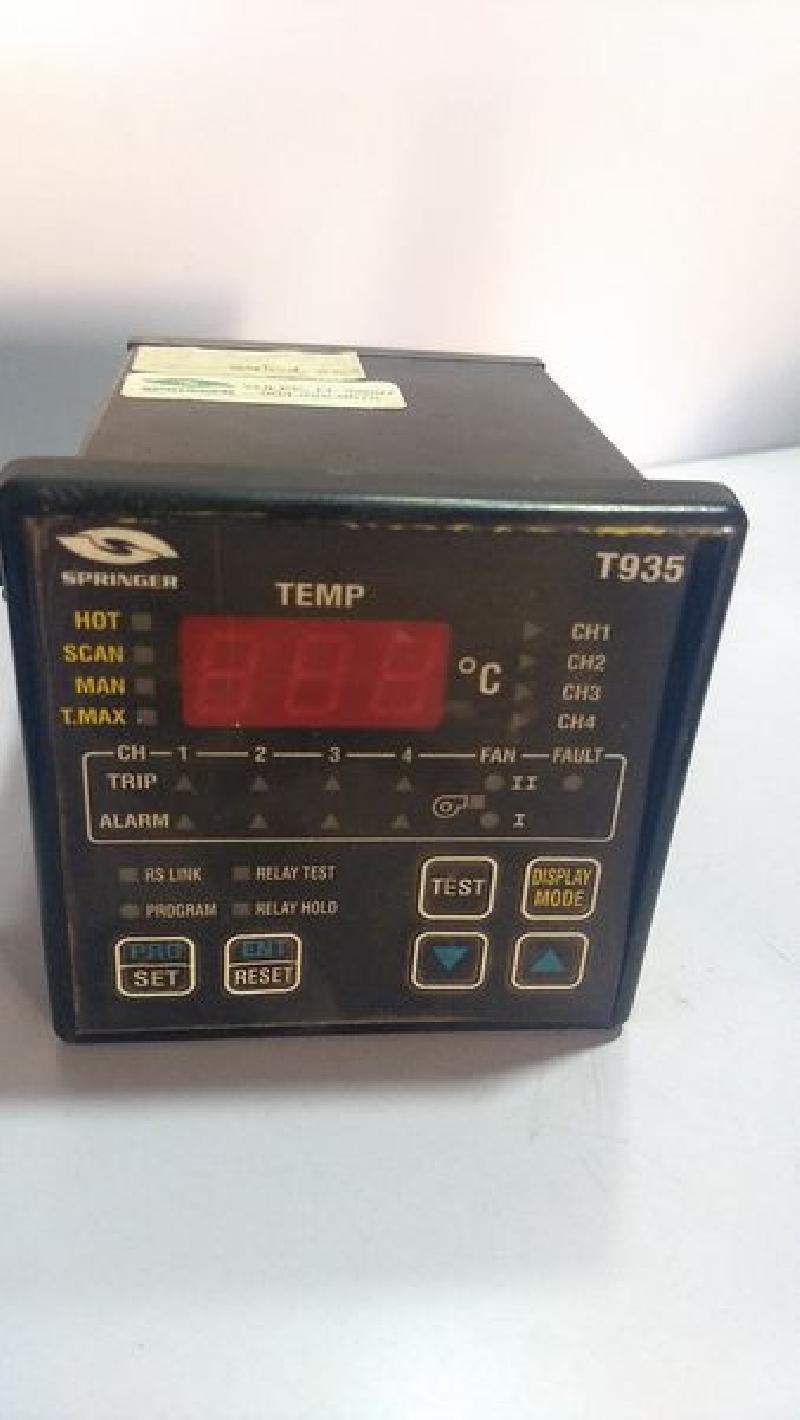 SPRINGER
T935
TEMP
HOT
SCAN
MAN
T.MAX
°C
CH1
CH2
CH3
CH4
CH 1 2 3 4 FAN FAULT
TRIP II
ALARM I
RS LINK RELAY TEST
PROGRAM RELAY HOLD
TEST
DISPLAY
MODE
PRG
SET
ENT
RESET